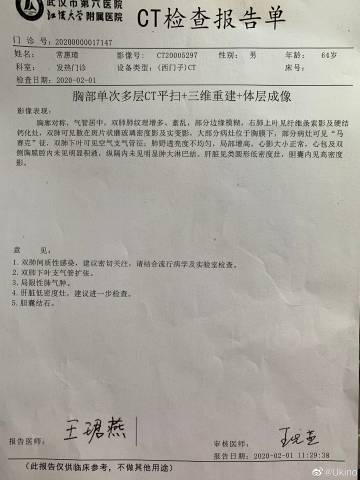 武汉市第六医院
江汉大学附属医院
CT检查报告单
门 诊 号: 20200000017147
姓名: 常惠璋 影像号: CT20005297 性别: 男 年龄: 64岁
科室: 发热门诊 设备类型: (西门子)CT 床号:
检查日期: 2020-02-01
胸部单次多层CT平扫+三维重建+体层成像
影像表现:
胸廓对称,气管居中,双肺肺纹理增多、紊乱,部分边缘模糊,右肺上叶见纤维条索影及硬结
钙化灶,双肺可见散在斑片状磨玻璃密度影及实变影,大部分病灶位于胸膜下,部分病灶可见“马
赛克”征,双肺下叶可见空气支气管征;肺野透亮度不均匀,局部增高,心影大小正常,心包及双
侧胸膜腔内未见明显积液,纵隔内未见明显肿大淋巴结。肝脏见类圆形低密度灶,胆囊内见高密度
影。
意 见:
1、双肺间质性感染,建议密切关注,请结合流行病学及实验室检查。
2、双肺下叶支气管扩张。
3、局限性肺气肿。
4、肝脏低密度灶,建议进一步检查。
5、胆囊结石。
报告医师: 王珺燕
审核医师:
报告日期: 2020-02-01 11:29:38
(此报告仅供临床参考,不做其他用途)
@Ukino